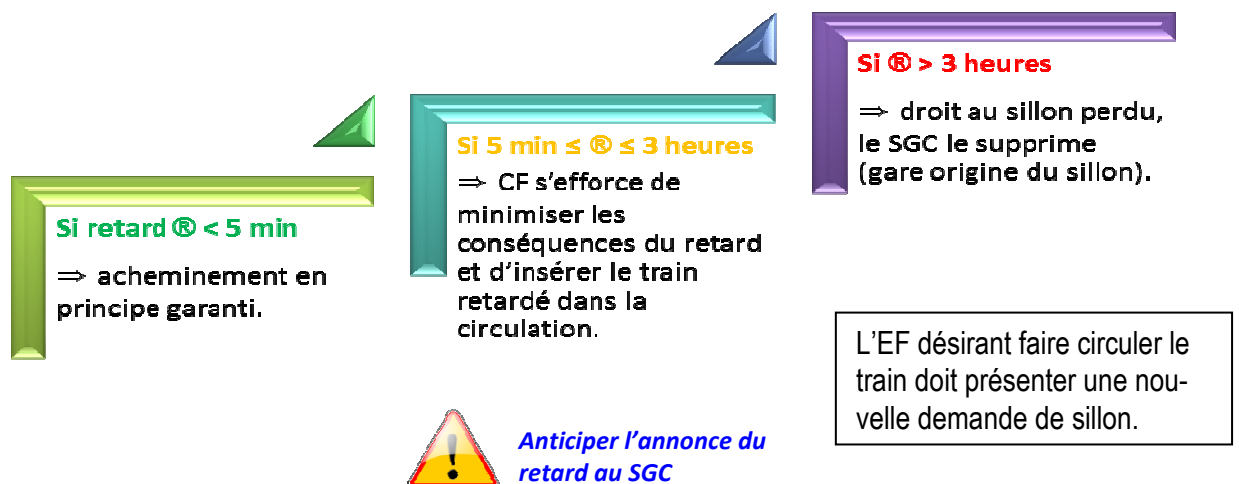 Si retard ® < 5 min
⇒ acheminement en
principe garanti.
Si 5 min ≤ ® ≤ 3 heures
⇒ CF s’efforce de
minimiser les
conséquences du retard
et d’insérer le train
retardé dans la
circulation.
Anticiper l’annonce du
retard au SGC
Si ® > 3 heures
⇒ droit au sillon perdu,
le SGC le supprime
(gare origine du sillon).
L’EF désirant faire circuler le
train doit présenter une nou-
velle demande de sillon.